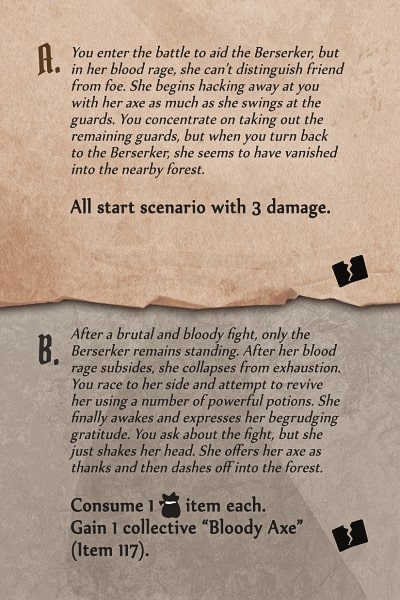 A.
You enter the battle to aid the Berserker, but
in her blood rage, she can't distinguish friend
from foe. She begins hacking away at you
with her axe as much as she swings at the
guards. You concentrate on taking out the
remaining guards, but when you turn back
to the Berserker, she seems to have vanished
into the nearby forest.
All start scenario with 3 damage.
B.
After a brutal and bloody fight, only the
Berserker remains standing. After her blood
rage subsides, she collapses from exhaustion.
You race to her side and attempt to revive
her using a number of powerful potions. She
finally awakes and expresses her begrudging
gratitude. You ask about the fight, but she
just shakes her head. She offers her axe as
thanks and then dashes off into the forest.
Consume 1 item each.
Gain 1 collective “Bloody Axe”
(Item 117).